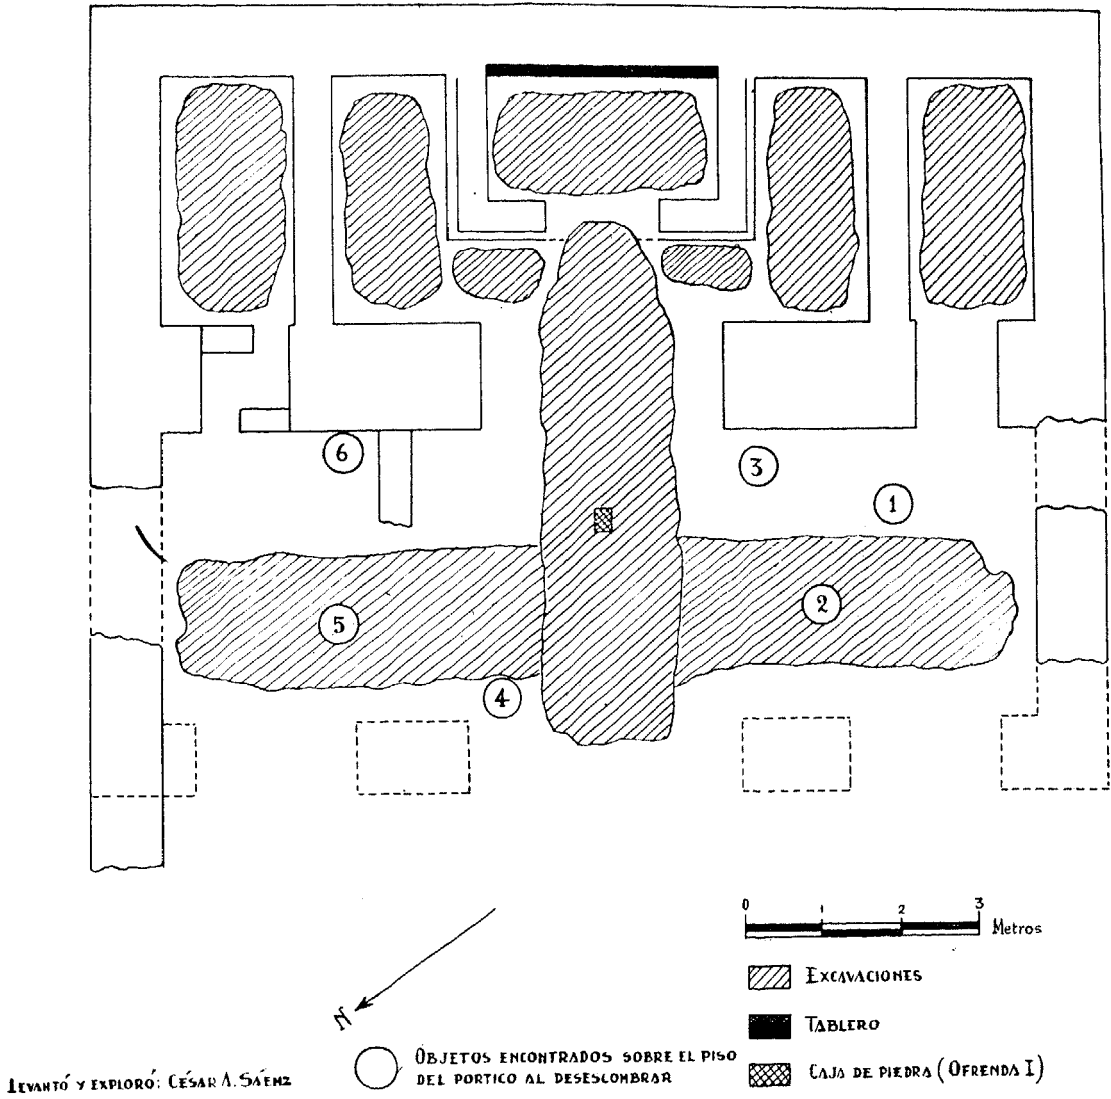 6
3
1
2
5
4
0 1 2 3
Metros
EXCAVACIONES
N
TABLERO
OBJETOS ENCONTRADOS SOBRE EL PISO
DEL PORTICO AL DESESCOMBRAR
CAJA DE PIEDRA (OFRENDA I)
LEVANTÓ Y EXPLORÓ: CÉSAR A. SÁENZ